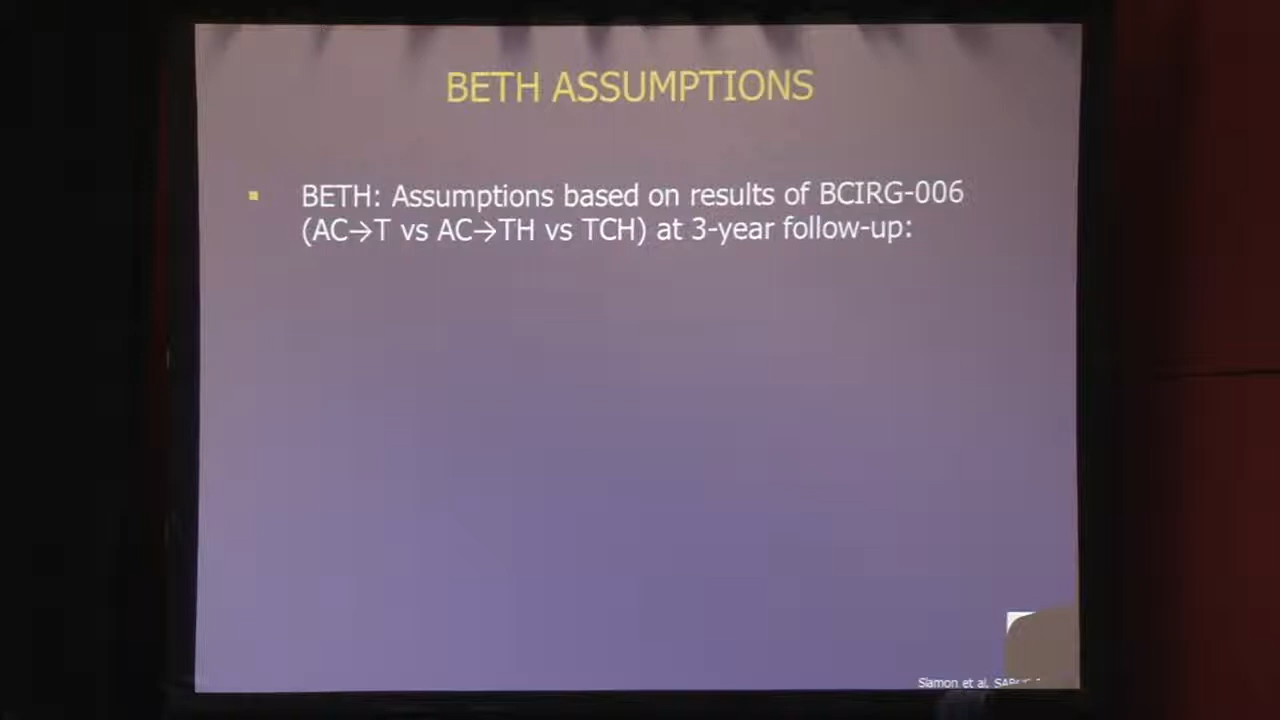 BETH ASSUMPTIONS
▪ BETH: Assumptions based on results of BCIRG-006
(AC→T vs AC→TH vs TCH) at 3-year follow-up:
Slamon et al.